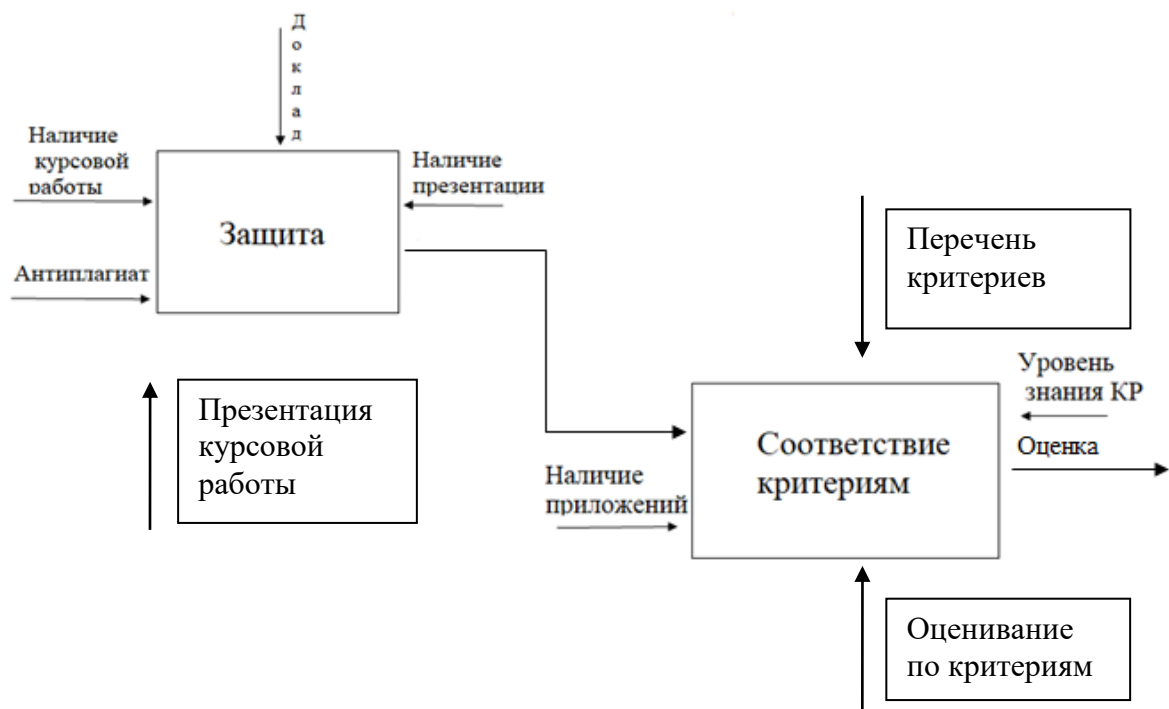 Доклад
Наличие
курсовой
работы
Наличие
презентации
Защита
Антиплагиат
Перечень
критериев
Презентация
курсовой
работы
Уровень
знания КР
Соответствие
критериям
Оценка
Наличие
приложений
Оценивание
по критериям